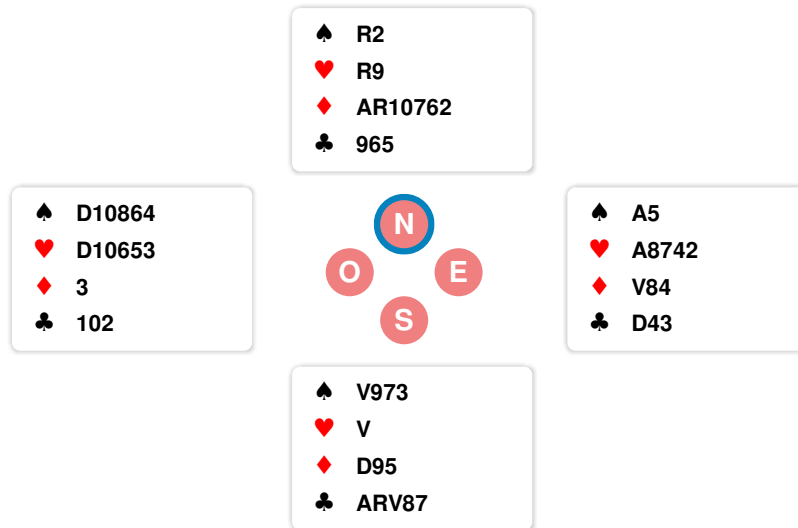 ♠ R2
♥ R9
♦ AR10762
♣ 965
♠ D10864
♥ D10653
♦ 3
♣ 102
N
O E
S
♠ A5
♥ A8742
♦ V84
♣ D43
♠ V973
♥ V
♦ D95
♣ ARV87